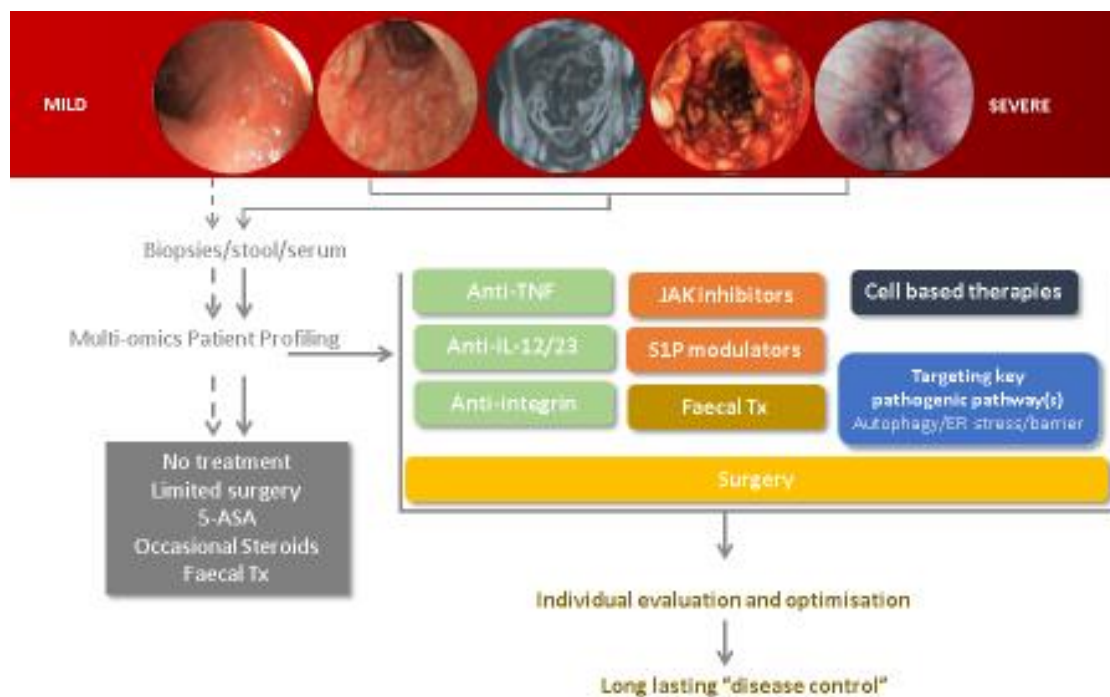 MILD
SEVERE
Biopsies/stool/serum
Multi-omics Patient Profiling
Anti-TNF
JAK inhibitors
Cell based therapies
Anti-IL-12/23
S1P modulators
Anti-Integrin
Faecal Tx
Targeting key
pathogenic pathway(s)
Autophagy/ER stress/barrier
Surgery
No treatment
Limited surgery
5-ASA
Occasional Steroids
Faecal Tx
Individual evaluation and optimisation
Long lasting "disease control"